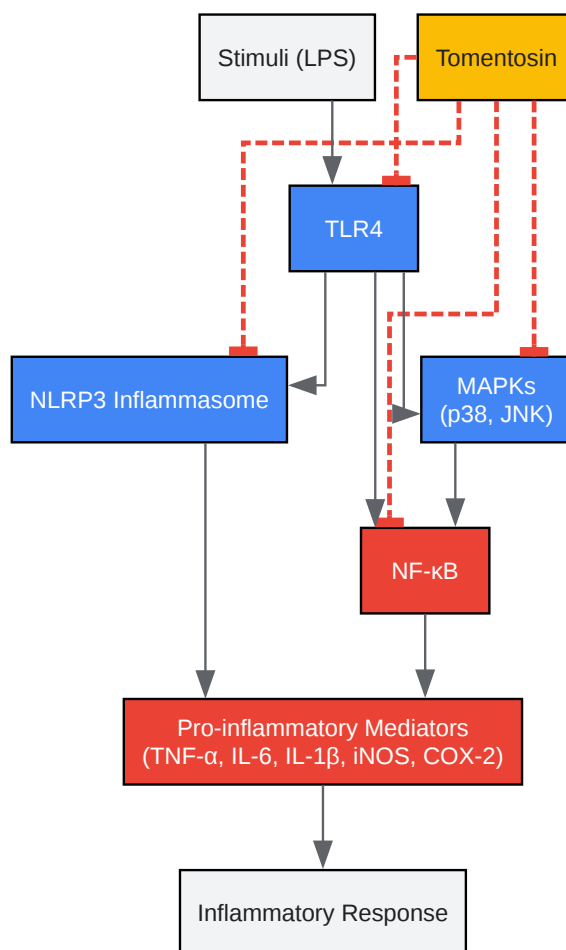 Stimuli (LPS)
Tomentosin
TLR4
NLRP3 Inflammasome
MAPKs
(p38, JNK)
NF-κB
Pro-inflammatory Mediators
(TNF-α, IL-6, IL-1β, iNOS, COX-2)
Inflammatory Response